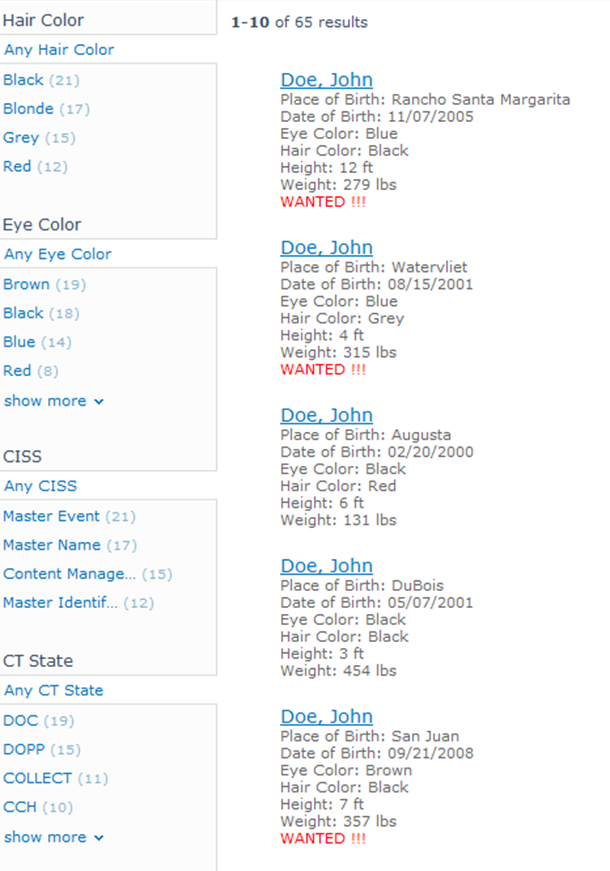 Hair Color
Any Hair Color
Black (21)
Blonde (17)
Grey (15)
Red (12)
Eye Color
Any Eye Color
Brown (19)
Black (18)
Blue (14)
Red (8)
show more
CISS
Any CISS
Master Event (21)
Master Name (17)
Content Manage... (15)
Master Identif... (12)
CT State
Any CT State
DOC (19)
DOPP (15)
COLLECT (11)
CCH (10)
show more
1-10 of 65 results
Doe, John
Place of Birth: Rancho Santa Margarita
Date of Birth: 11/07/2005
Eye Color: Blue
Hair Color: Black
Height: 12 ft
Weight: 279 lbs
WANTED !!!
Doe, John
Place of Birth: Watervliet
Date of Birth: 08/15/2001
Eye Color: Blue
Hair Color: Grey
Height: 4 ft
Weight: 315 lbs
WANTED !!!
Doe, John
Place of Birth: Augusta
Date of Birth: 02/20/2000
Eye Color: Black
Hair Color: Red
Height: 6 ft
Weight: 131 lbs
Doe, John
Place of Birth: DuBois
Date of Birth: 05/07/2001
Eye Color: Black
Hair Color: Black
Height: 3 ft
Weight: 454 lbs
Doe, John
Place of Birth: San Juan
Date of Birth: 09/21/2008
Eye Color: Brown
Hair Color: Black
Height: 7 ft
Weight: 357 lbs
WANTED !!!